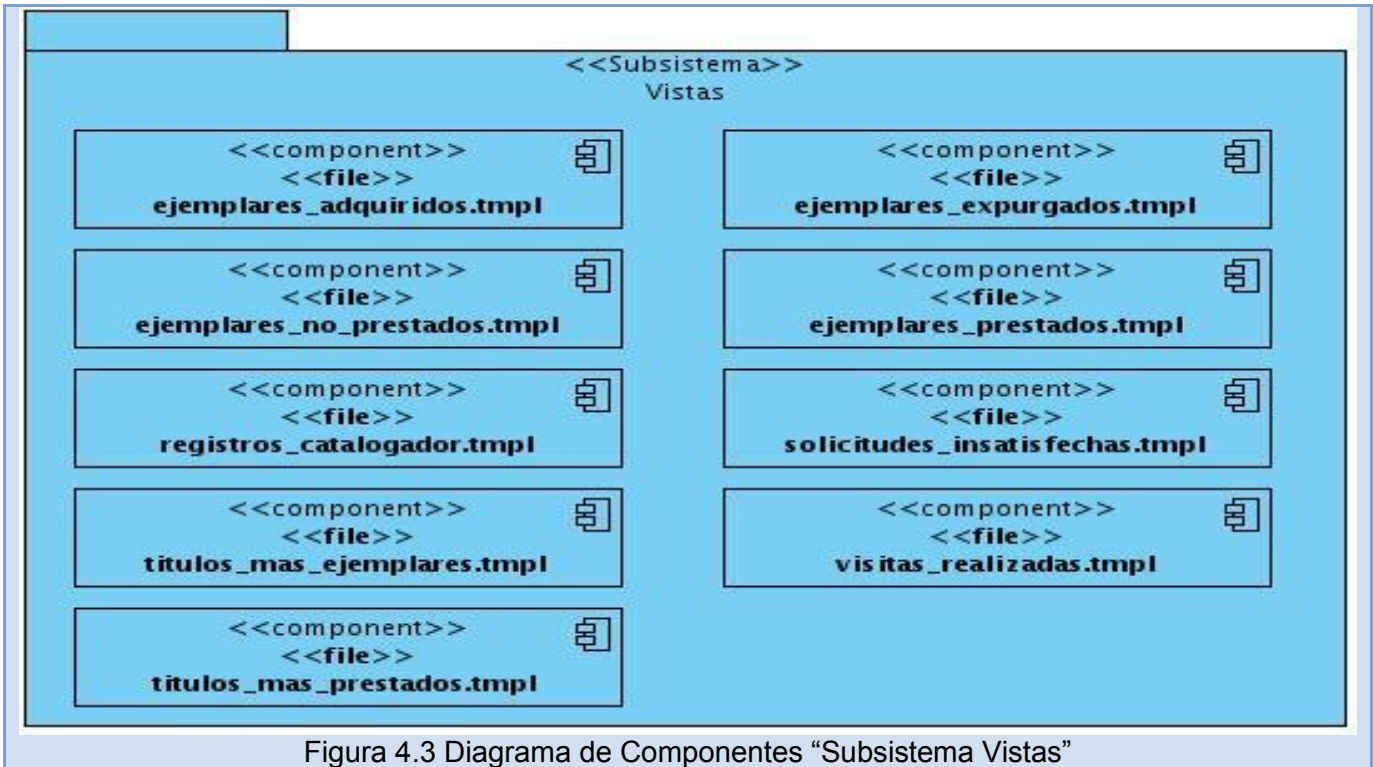 <<Subsistema>>
Vistas
<<component>>
<<file>>
ejemplares_adquiridos.tmpl
<<component>>
<<file>>
ejemplares_expurgados.tmpl
<<component>>
<<file>>
ejemplares_no_prestados.tmpl
<<component>>
<<file>>
ejemplares_prestados.tmpl
<<component>>
<<file>>
registros_catalogador.tmpl
<<component>>
<<file>>
solicitudes_insatisfechas.tmpl
<<component>>
<<file>>
titulos_mas_ejemplares.tmpl
<<component>>
<<file>>
visitas_realizadas.tmpl
<<component>>
<<file>>
titulos_mas_prestados.tmpl
Figura 4.3 Diagrama de Componentes “Subsistema Vistas”